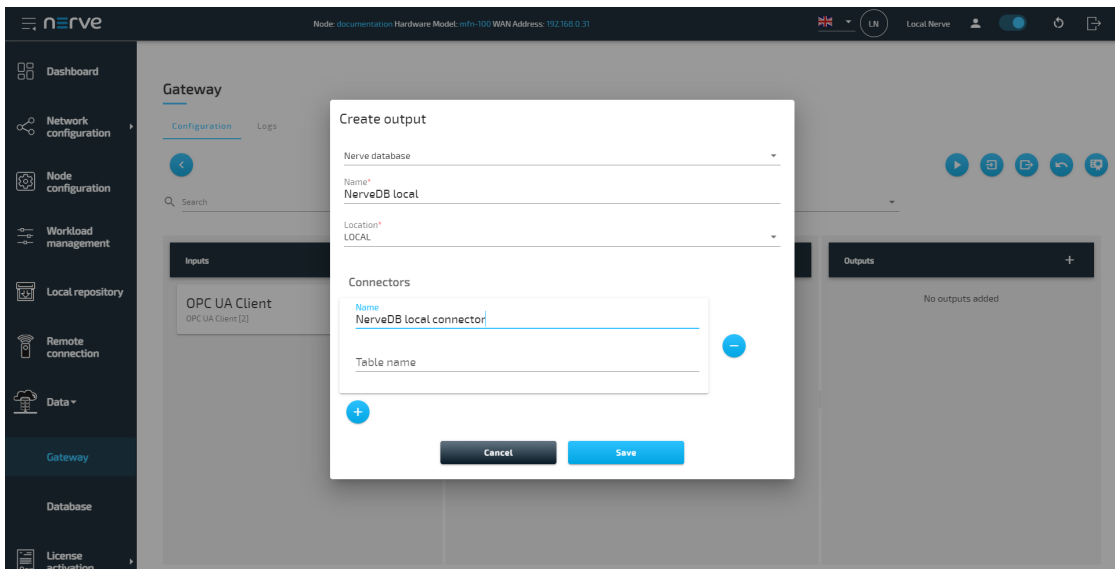 nerve
Node: documentation Hardware Model: mfn-100 WAN Address: 192.168.0.31
LN
Local Nerve
Dashboard
Network
configuration
Node
configuration
Workload
management
Local repository
Remote
connection
Data
Gateway
Database
License
activation
Gateway
Configuration
Logs
Search
Inputs
OPC UA Client
OPC UA Client [2]
Create output
Nerve database
Name*
NerveDB local
Location*
LOCAL
Connectors
Name
NerveDB local connector
Table name
Cancel
Save
Outputs
+
No outputs added